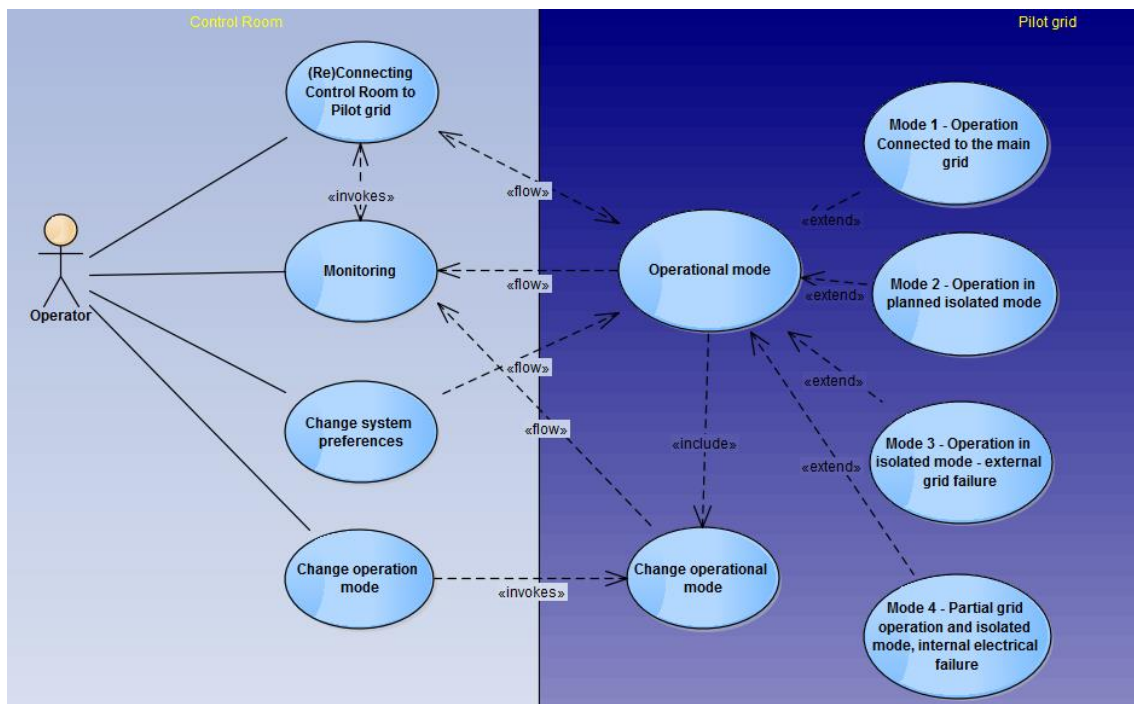 Control Room
Pilot grid
(Re)Connecting
Control Room to
Pilot grid
Mode 1 - Operation
Connected to the main
grid
«invokes»
«flow»
«extend»
Monitoring
Operational mode
Mode 2 - Operation in
planned isolated mode
«flow»
«extend»
Operator
«flow»
«extend»
Change system
preferences
«flow»
«include»
«extend»
Mode 3 - Operation in
isolated mode - external
grid failure
Change operation
mode
«invokes»
Change operational
mode
Mode 4 - Partial grid
operation and isolated
mode, internal electrical
failure